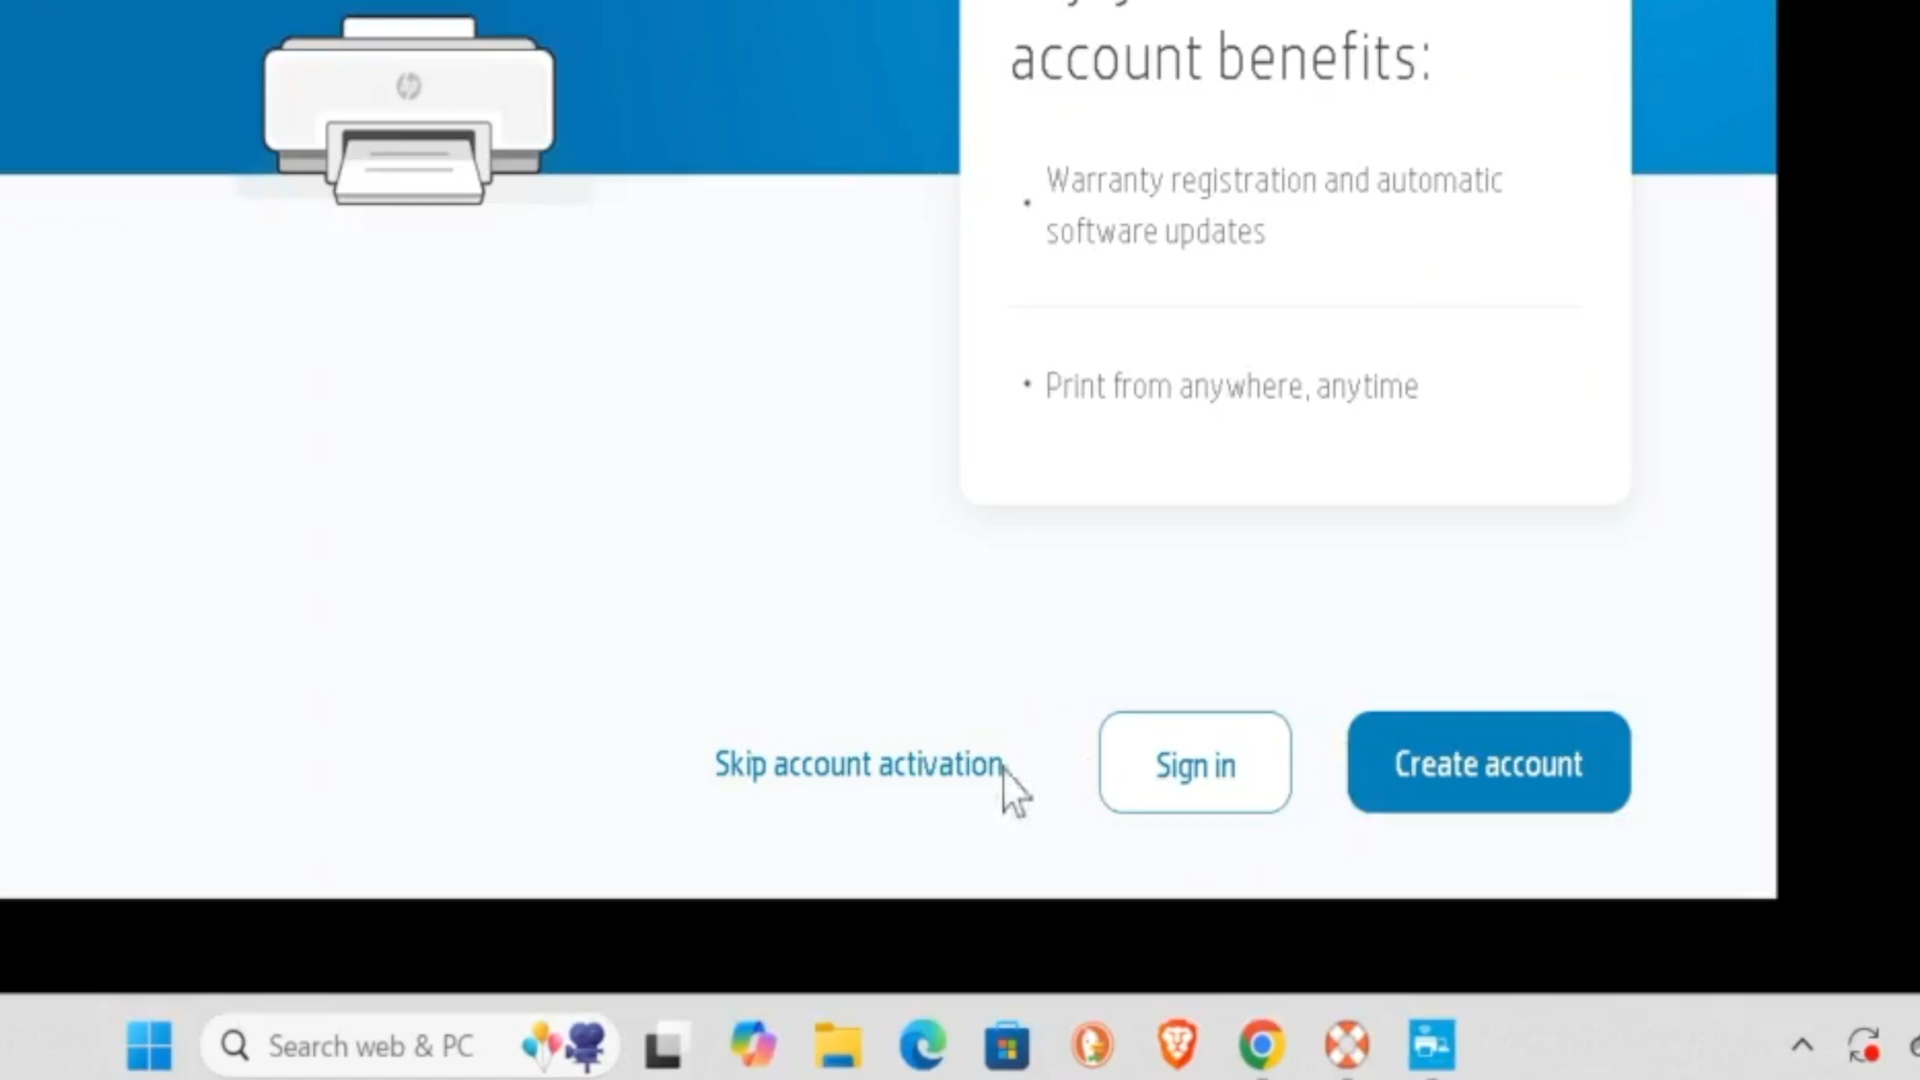 account benefits:
• Warranty registration and automatic
software updates
• Print from anywhere, anytime
Skip account activation
Sign in
Create account
Search web & PC